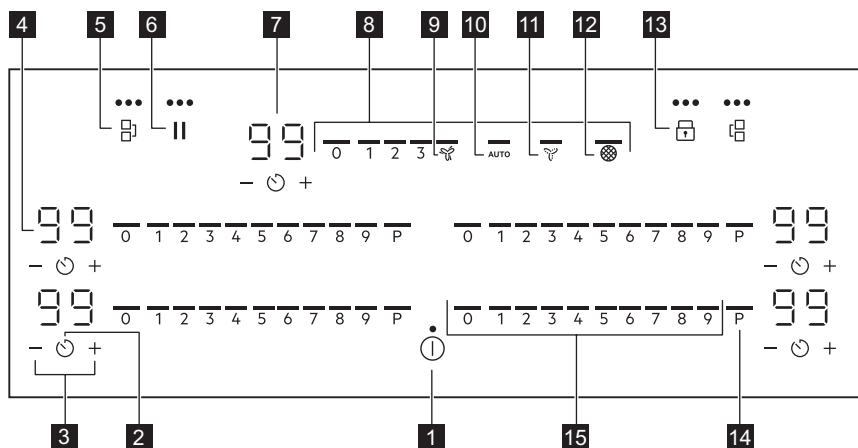 4 5 6 7 8 9 10 11 12 13
99 0 1 2 3 AUTO
− +
99 0 1 2 3 4 5 6 7 8 9 P 0 1 2 3 4 5 6 7 8 9 P 99
− + − +
99 0 1 2 3 4 5 6 7 8 9 P 0 1 2 3 4 5 6 7 8 9 P 99
− + − +
3 2 1 15 14